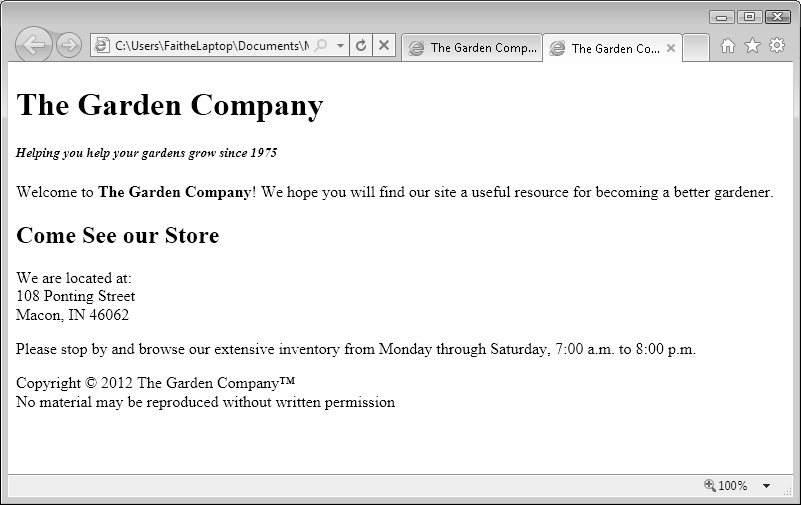 C:\Users\FaitheLaptop\Documents\M
The Garden Comp...
The Garden Co...
The Garden Company
Helping you help your gardens grow since 1975
Welcome to The Garden Company! We hope you will find our site a useful resource for becoming a better gardener.
Come See our Store
We are located at:
108 Ponting Street
Macon, IN 46062
Please stop by and browse our extensive inventory from Monday through Saturday, 7:00 a.m. to 8:00 p.m.
Copyright © 2012 The Garden Company™
No material may be reproduced without written permission
100%